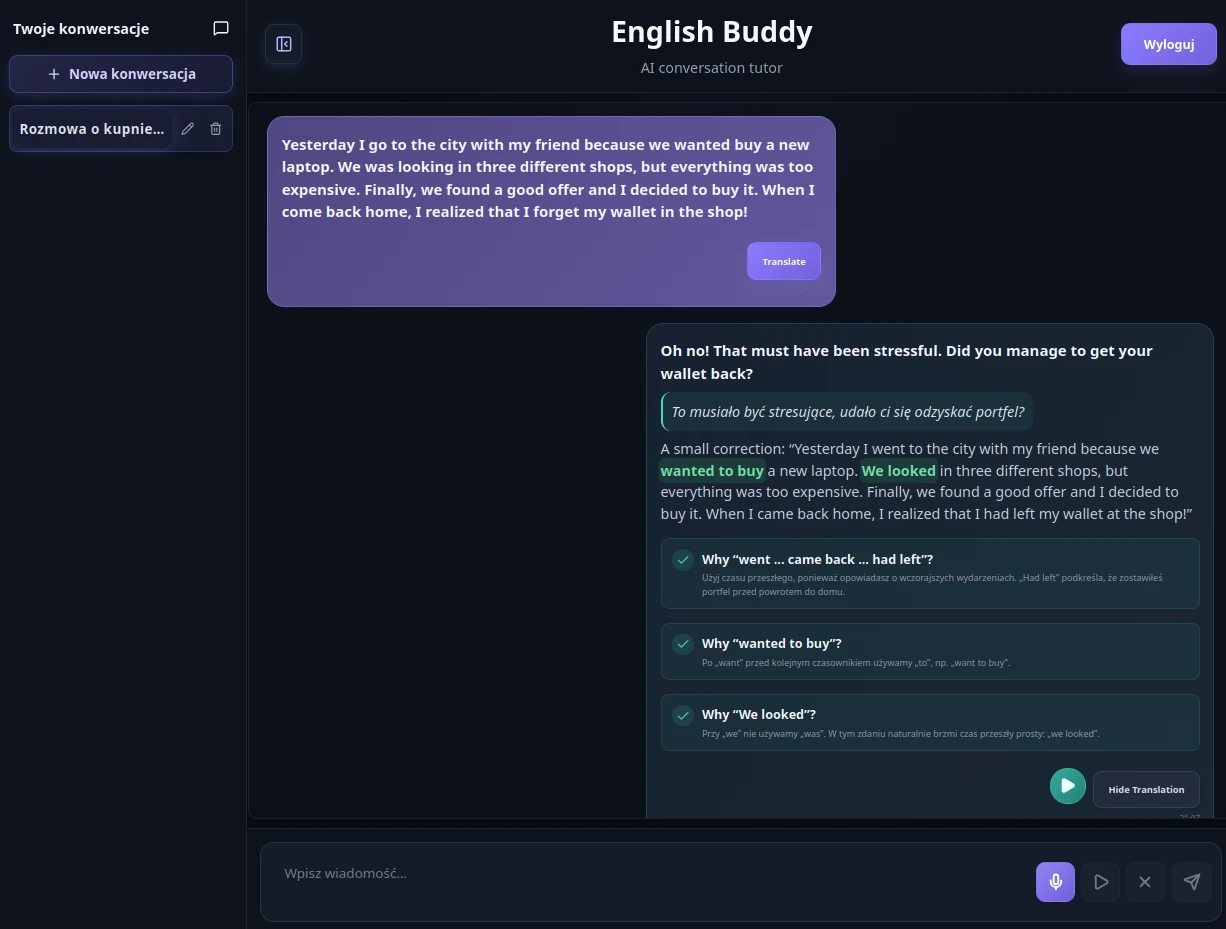 Twoje konwersacje
Nowa konwersacja
Rozmowa o kupnie...
English Buddy
AI conversation tutor
Wyloguj
Yesterday I go to the city with my friend because we wanted buy a new
laptop. We was looking in three different shops, but everything was too
expensive. Finally, we found a good offer and I decided to buy it. When I
come back home, I realized that I forget my wallet in the shop!
Translate
Oh no! That must have been stressful. Did you manage to get your
wallet back?
To musiało być stresujące, udało ci się odzyskać portfel?
A small correction: “Yesterday I went to the city with my friend because we
wanted to buy a new laptop. We looked in three different shops, but
everything was too expensive. Finally, we found a good offer and I decided to
buy it. When I came back home, I realized that I had left my wallet at the shop!”
Why “went ... came back ... had left”?
Użyj czasu przeszłego, ponieważ opowiadasz o wczorajszych wydarzeniach. „Had left” podkreśla, że zostawiłeś
portfel przed powrotem do domu.
Why “wanted to buy”?
Po „want” przed kolejnym czasownikiem używamy „to”, np. „want to buy”.
Why “We looked”?
Przy „we” nie używamy „was”. W tym zdaniu naturalnie brzmi czas przeszły prosty: „we looked”.
Hide Translation
Wpisz wiadomość...